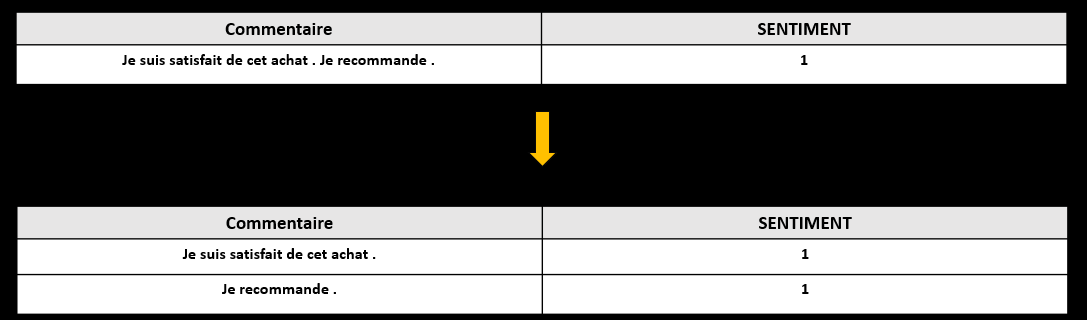 Commentaire SENTIMENT
Je suis satisfait de cet achat . Je recommande . 1
Commentaire SENTIMENT
Je suis satisfait de cet achat . 1
Je recommande . 1